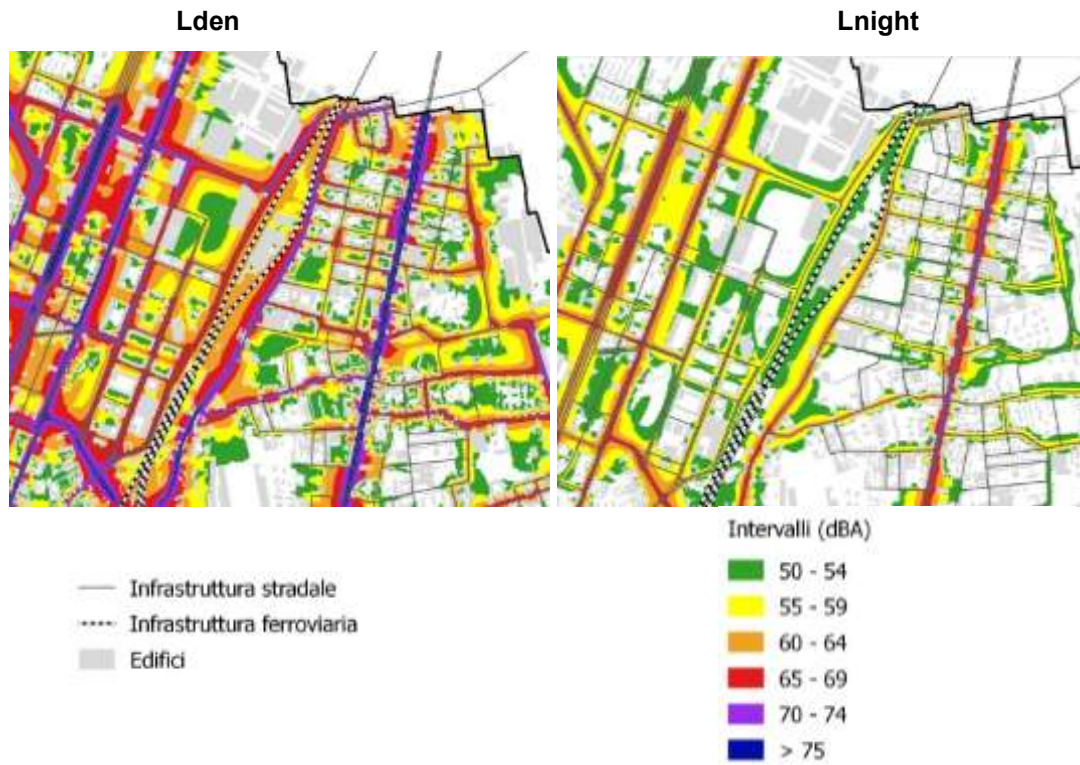 Lden
Lnight
Infrastruttura stradale
Infrastruttura ferroviaria
Edifici
Intervalli (dBA)
50 - 54
55 - 59
60 - 64
65 - 69
70 - 74
> 75